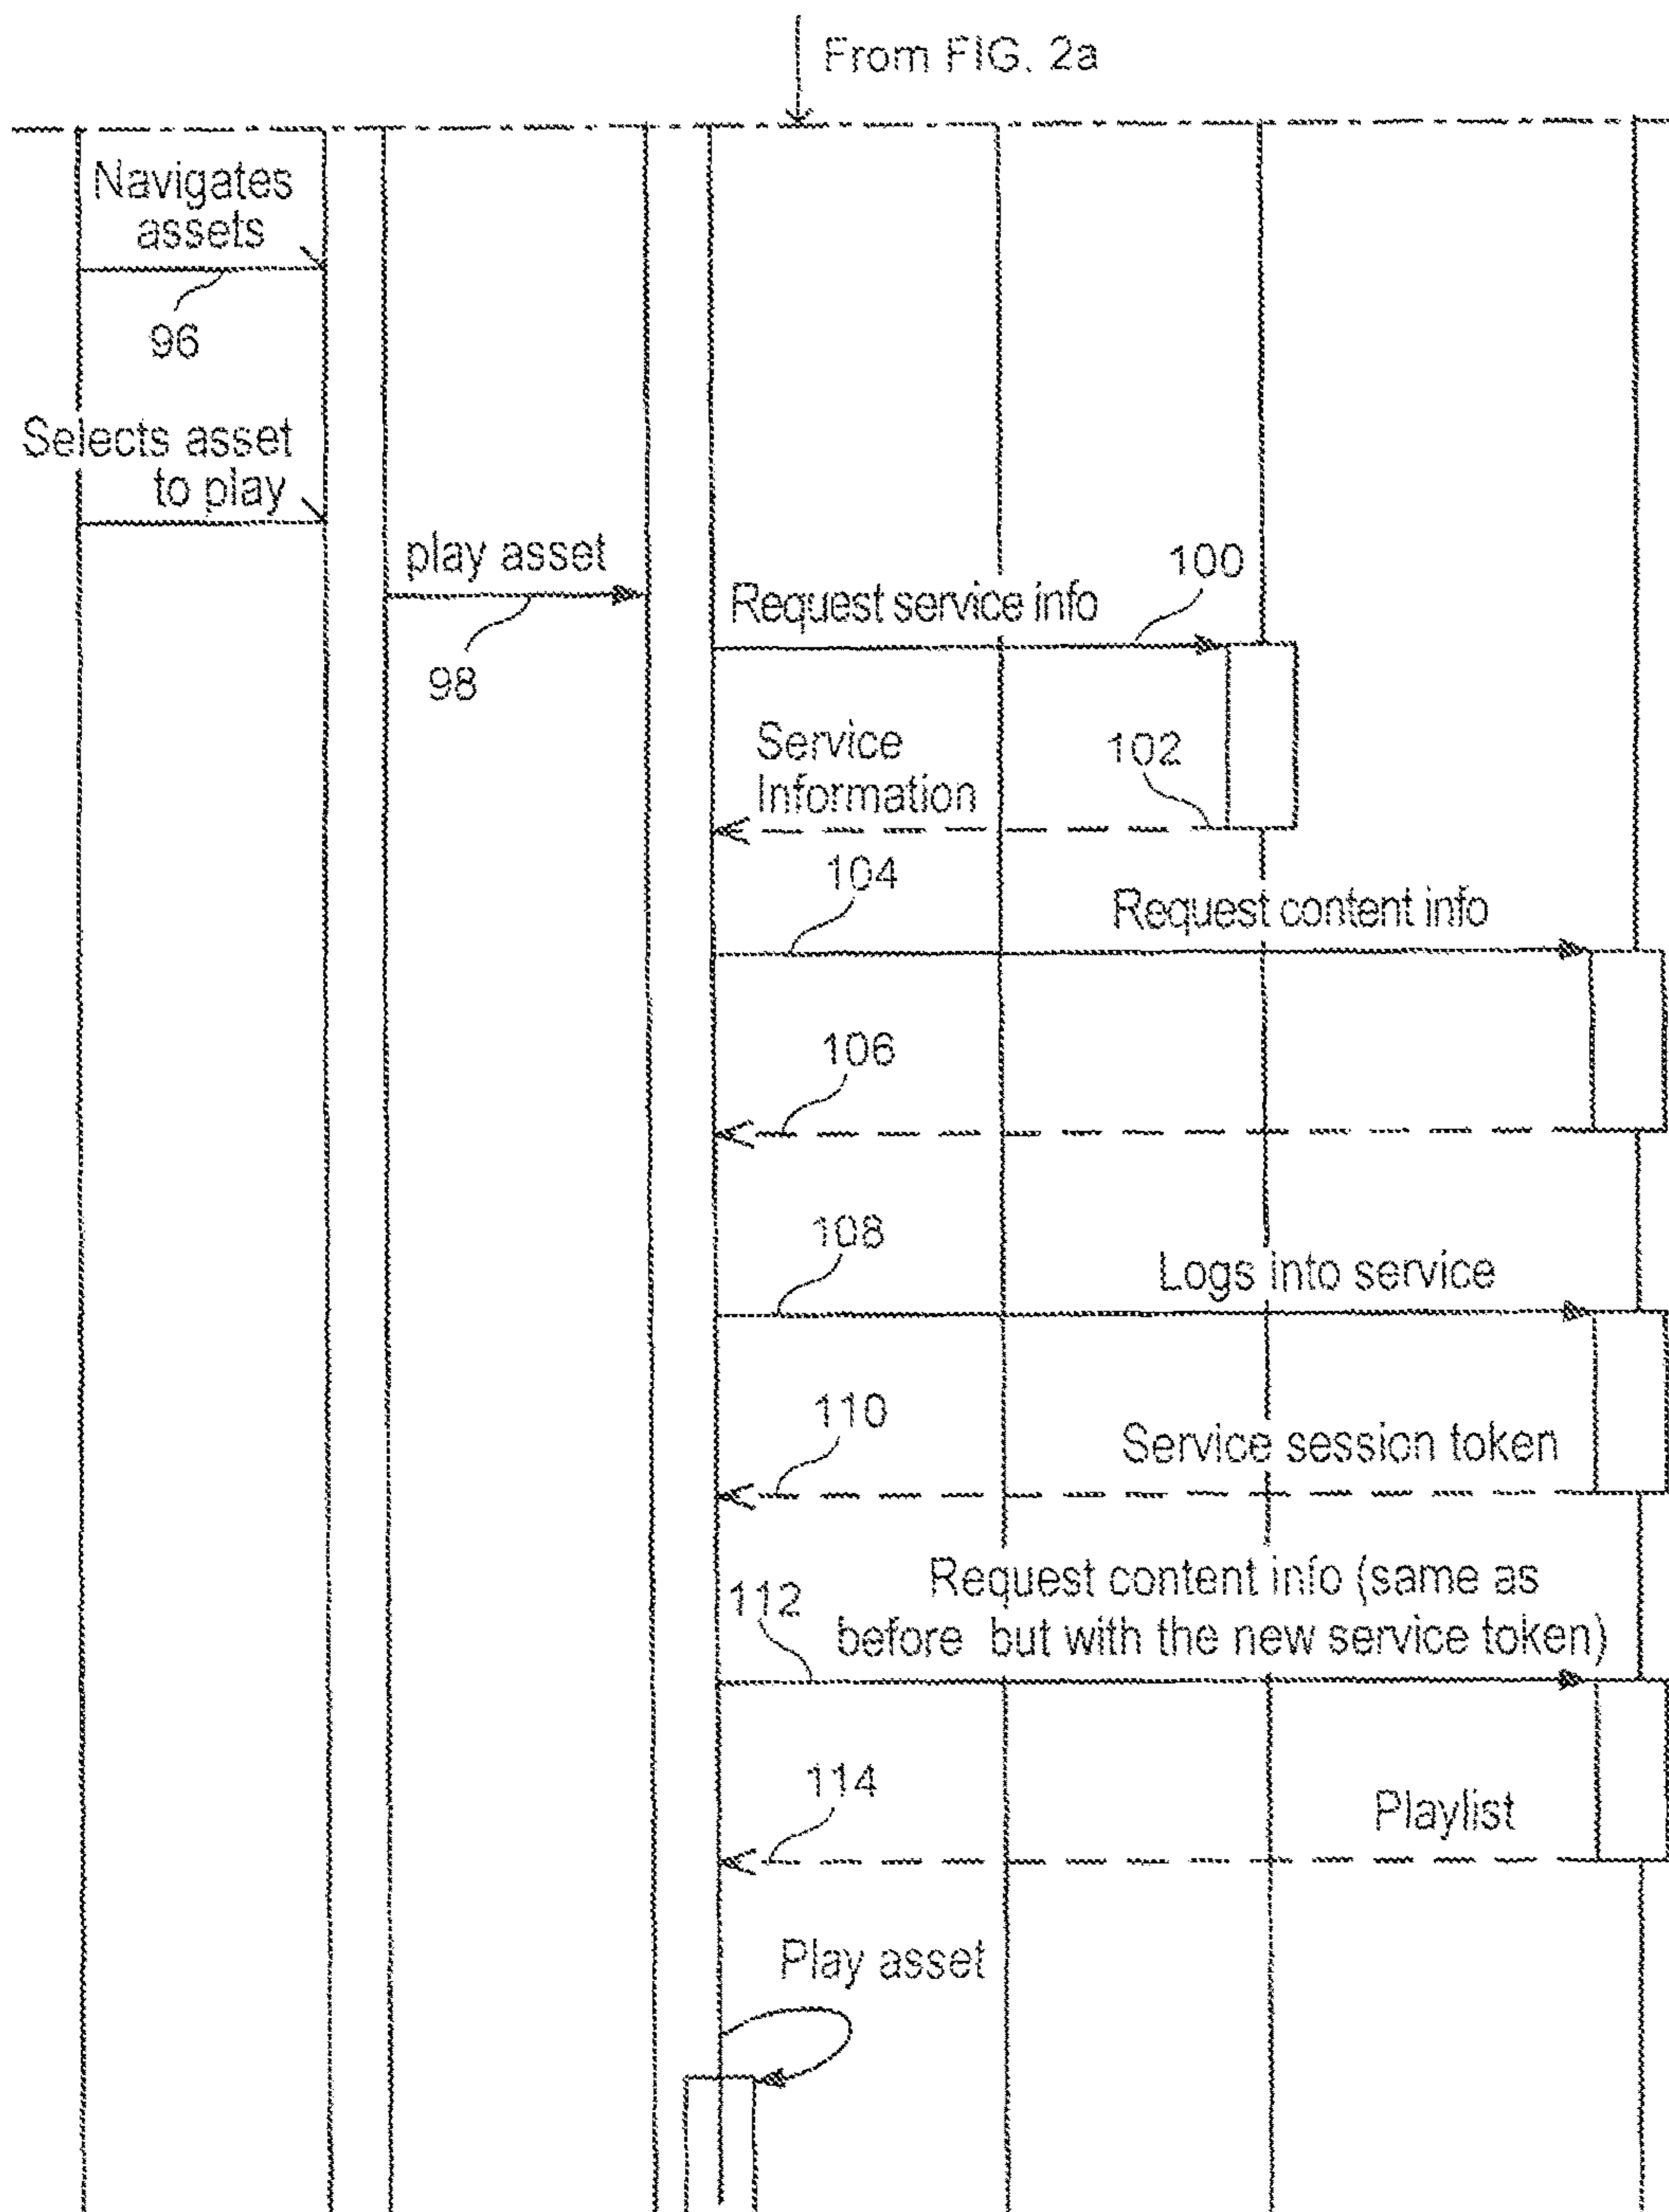 From FIG. 2a
Navigates
assets
96
Selects asset
to play
play asset
98
100
Request service info
Service
Information
102
104
Request content info
106
108
Logs into service
110
Service session token
112
Request content info (same as
before but with the new service token)
114
Playlist
Play asset